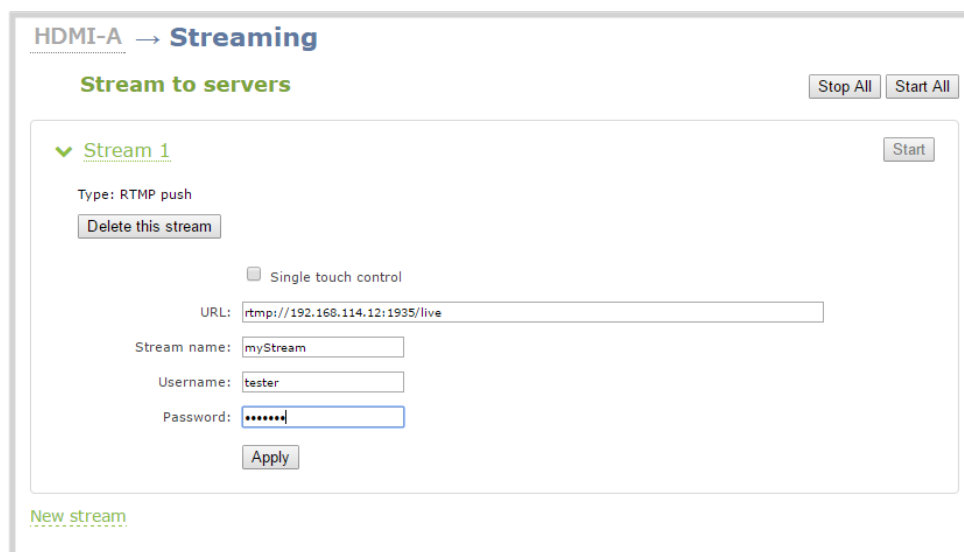 HDMI-A → Streaming
Stream to servers
Stop All Start All
Stream 1
Start
Type: RTMP push
Delete this stream
Single touch control
URL: rtmp://192.168.114.12:1935/live
Stream name: myStream
Username: tester
Password: •••••••
Apply
New stream